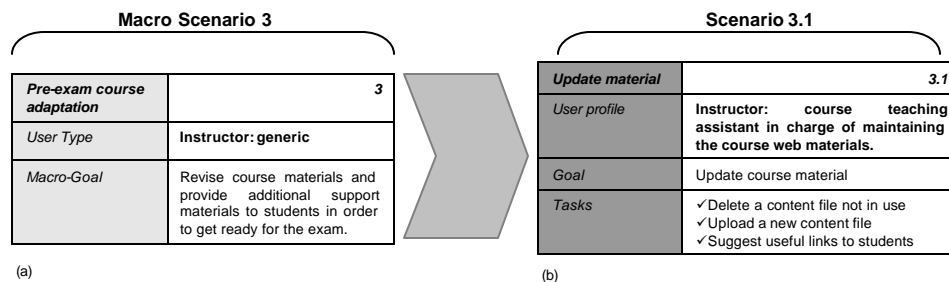 Macro Scenario 3
Pre-exam course
adaptation
3
User Type
Instructor: generic
Macro-Goal
Revise course materials and
provide additional support
materials to students in order
to get ready for the exam.
(a)
Scenario 3.1
Update material
3.1
User profile
Instructor: course teaching
assistant in charge of maintaining
the course web materials.
Goal
Update course material
Tasks
✓Delete a content file not in use
✓Upload a new content file
✓Suggest useful links to students
(b)